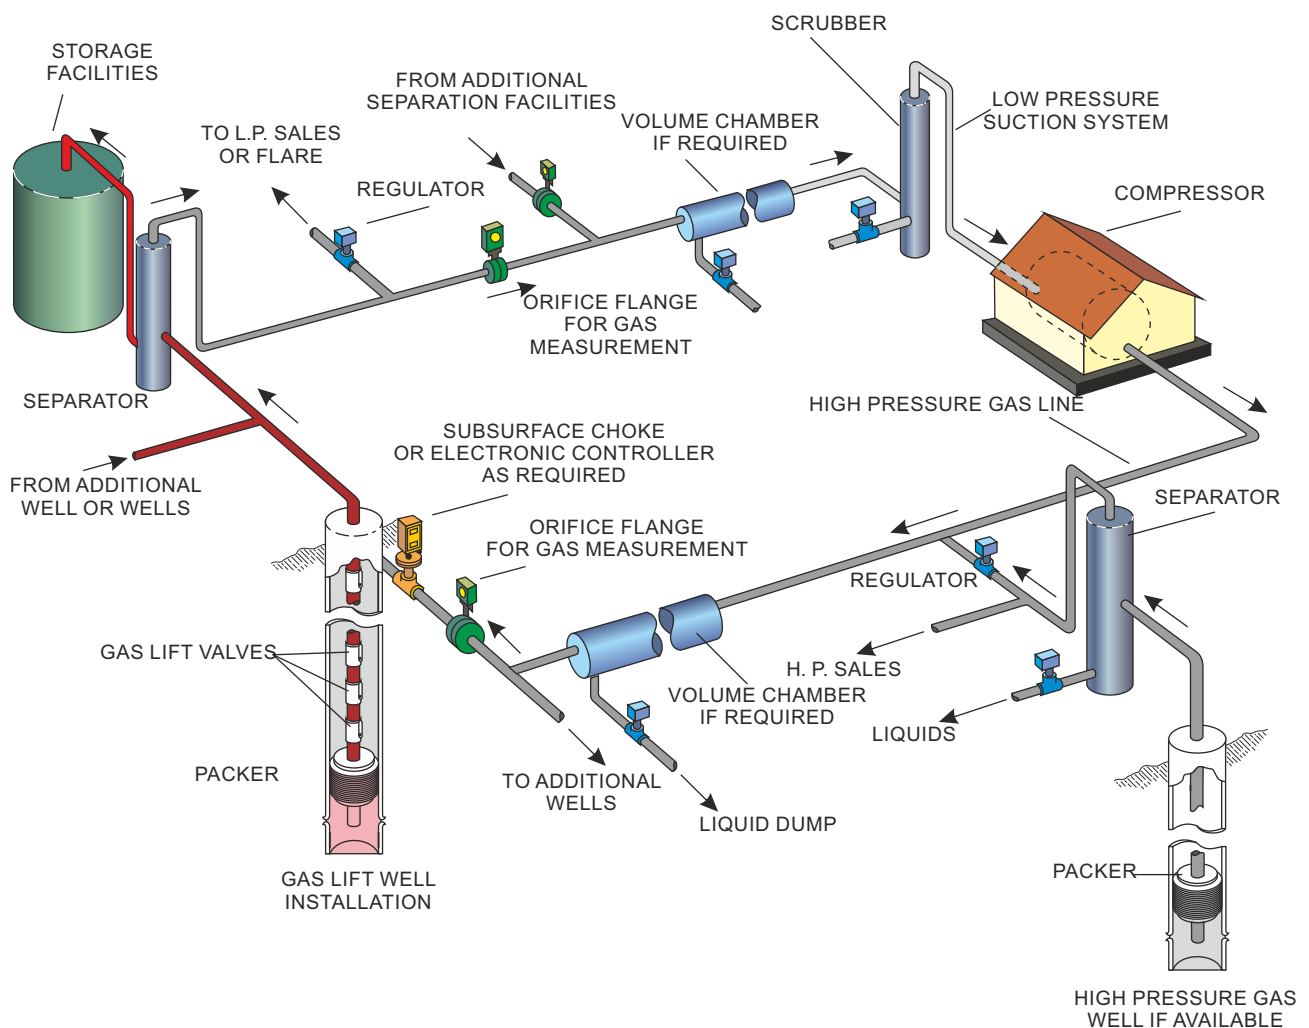 SCRUBBER
STORAGE
FACILITIES
FROM ADDITIONAL
SEPARATION FACILITIES
LOW PRESSURE
SUCTION SYSTEM
VOLUME CHAMBER
IF REQUIRED
TO L.P. SALES
OR FLARE
REGULATOR
COMPRESSOR
ORIFICE FLANGE
FOR GAS
MEASUREMENT
SEPARATOR
HIGH PRESSURE GAS LINE
SUBSURFACE CHOKE
OR ELECTRONIC CONTROLLER
AS REQUIRED
FROM ADDITIONAL
WELL OR WELLS
SEPARATOR
ORIFICE FLANGE
FOR GAS MEASUREMENT
REGULATOR
GAS LIFT VALVES
H. P. SALES
VOLUME CHAMBER
IF REQUIRED
LIQUIDS
PACKER
TO ADDITIONAL
WELLS
LIQUID DUMP
PACKER
GAS LIFT WELL
INSTALLATION
HIGH PRESSURE GAS
WELL IF AVAILABLE